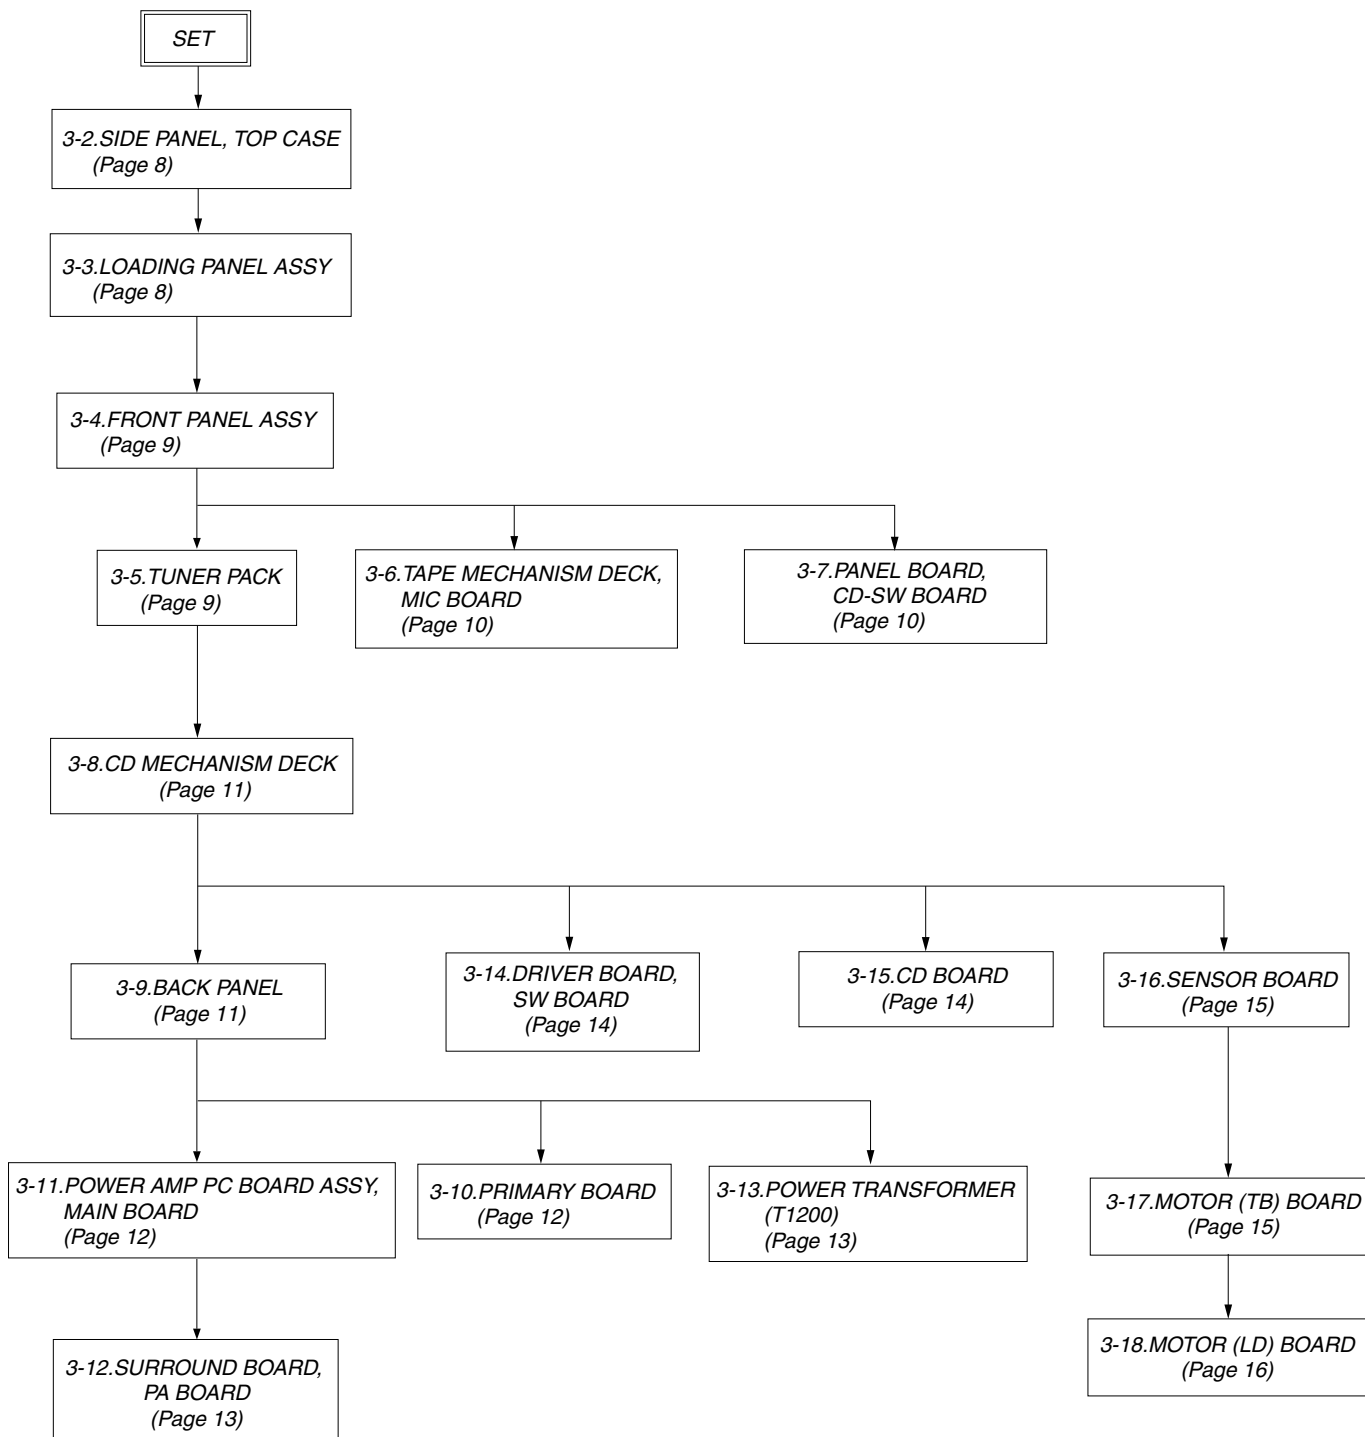 SET
3-2.SIDE PANEL, TOP CASE
(Page 8)
3-3.LOADING PANEL ASSY
(Page 8)
3-4.FRONT PANEL ASSY
(Page 9)
3-5.TUNER PACK
(Page 9)
3-6.TAPE MECHANISM DECK,
MIC BOARD
(Page 10)
3-7.PANEL BOARD,
CD-SW BOARD
(Page 10)
3-8.CD MECHANISM DECK
(Page 11)
3-9.BACK PANEL
(Page 11)
3-14.DRIVER BOARD,
SW BOARD
(Page 14)
3-15.CD BOARD
(Page 14)
3-16.SENSOR BOARD
(Page 15)
3-11.POWER AMP PC BOARD ASSY,
MAIN BOARD
(Page 12)
3-10.PRIMARY BOARD
(Page 12)
3-13.POWER TRANSFORMER
(T1200)
(Page 13)
3-17.MOTOR (TB) BOARD
(Page 15)
3-12.SURROUND BOARD,
PA BOARD
(Page 13)
3-18.MOTOR (LD) BOARD
(Page 16)